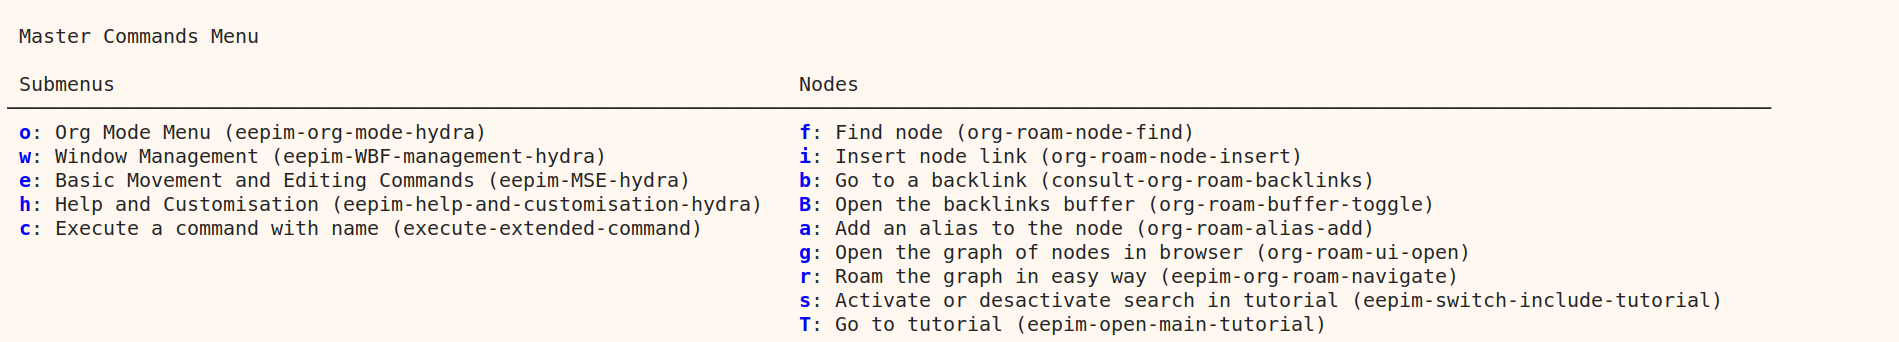 Master Commands Menu
Submenus
o: Org Mode Menu (eepim-org-mode-hydra)
w: Window Management (eepim-WBF-management-hydra)
e: Basic Movement and Editing Commands (eepim-MSE-hydra)
h: Help and Customisation (eepim-help-and-customisation-hydra)
c: Execute a command with name (execute-extended-command)
Nodes
f: Find node (org-roam-node-find)
i: Insert node link (org-roam-node-insert)
b: Go to a backlink (consult-org-roam-backlinks)
B: Open the backlinks buffer (org-roam-buffer-toggle)
a: Add an alias to the node (org-roam-alias-add)
g: Open the graph of nodes in browser (org-roam-ui-open)
r: Roam the graph in easy way (eepim-org-roam-navigate)
s: Activate or desactivate search in tutorial (eepim-switch-include-tutorial)
T: Go to tutorial (eepim-open-main-tutorial)